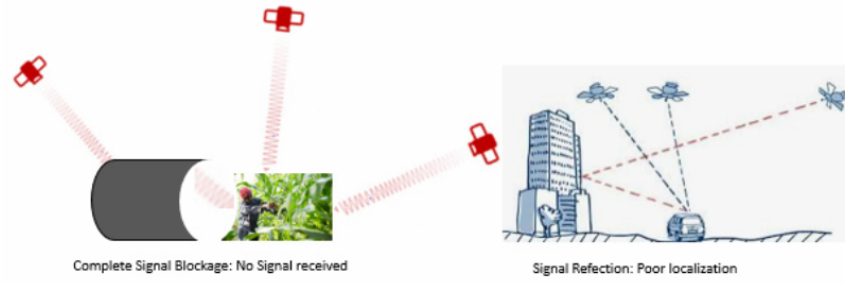 Complete Signal Blockage: No Signal received
Signal Refection: Poor localization